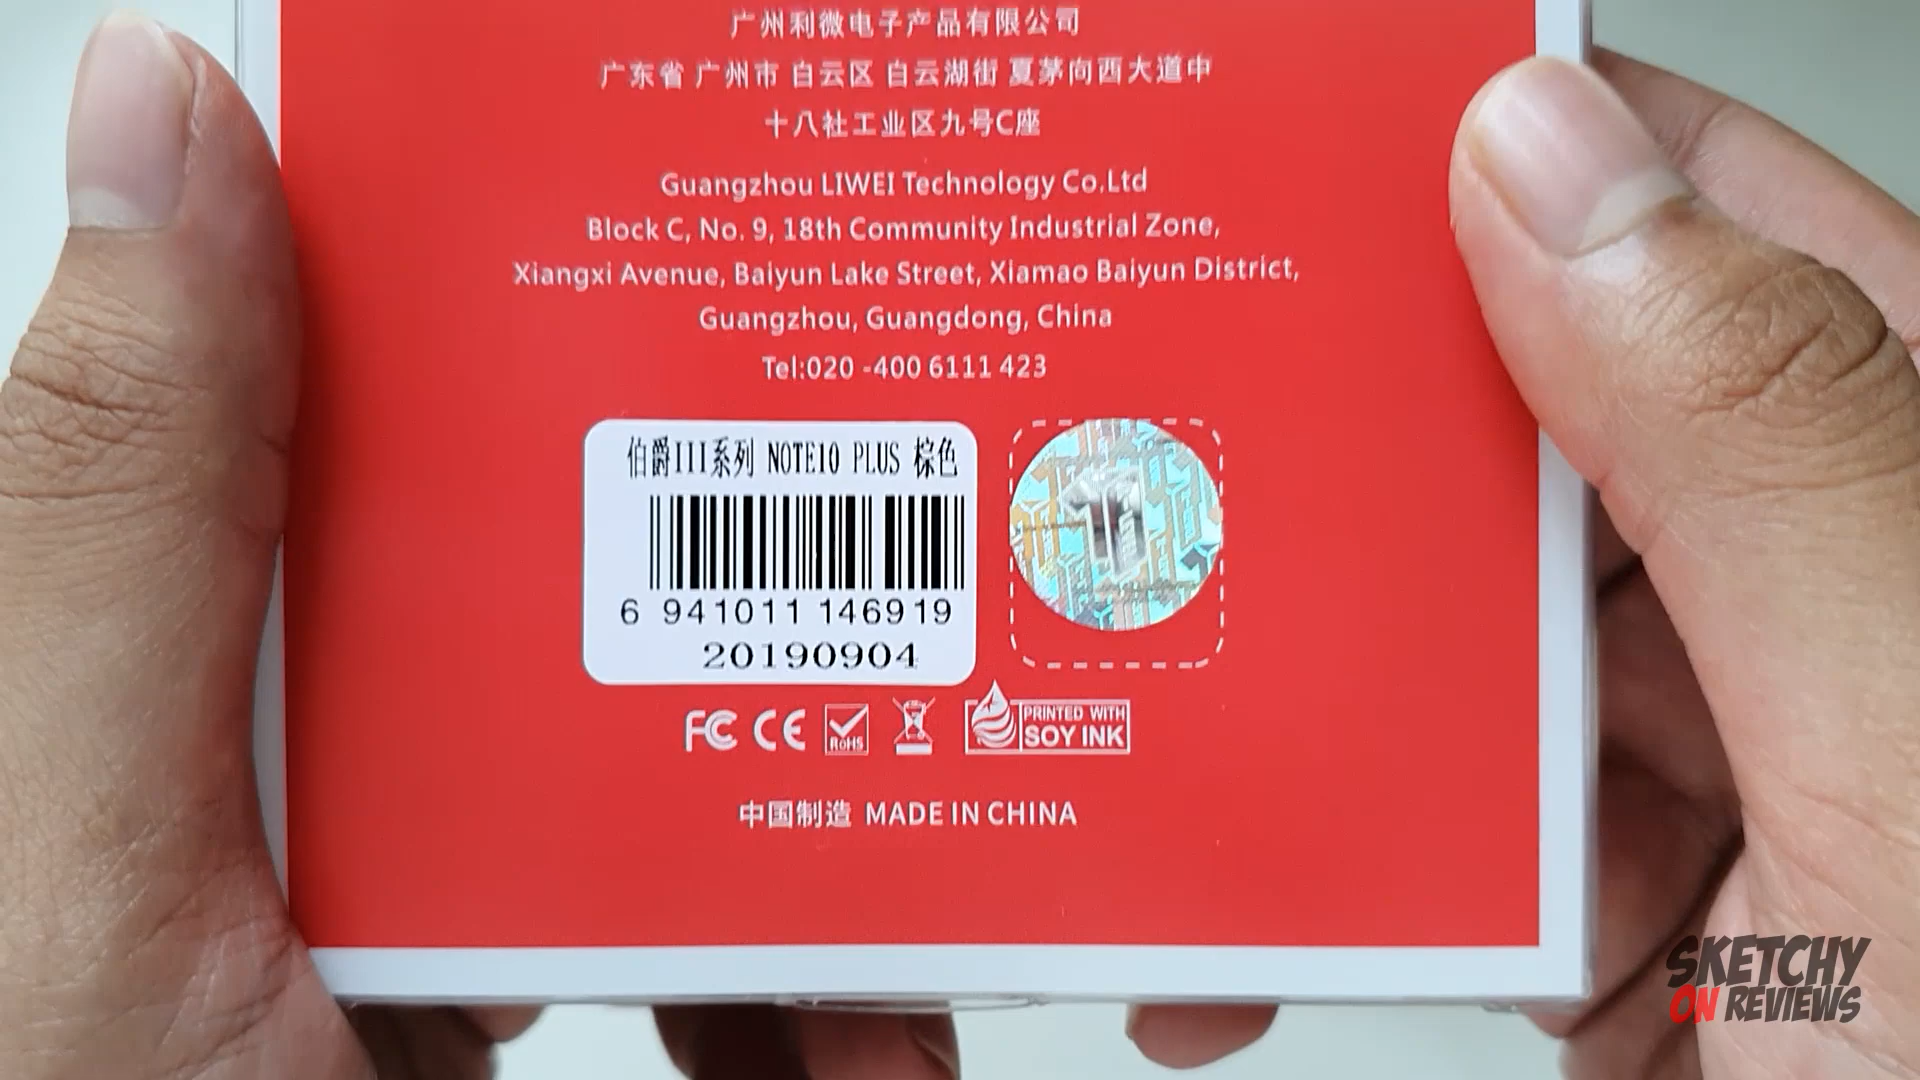 广州利微电子产品有限公司
广东省 广州市 白云区 白云湖街 夏茅向西大道中
十八社工业区九号C座
Guangzhou LIWEI Technology Co.Ltd
Block C, No. 9, 18th Community Industrial Zone,
Xiangxi Avenue, Baiyun Lake Street, Xiamao Baiyun District,
Guangzhou, Guangdong, China
Tel:020 -400 6111 423
伯爵III系列 NOTE10 PLUS 棕色
6 941011 146919
20190904
FC CE RoHS PRINTED WITH
SOY INK
中国制造 MADE IN CHINA
SKETCHY
ON REVIEWS